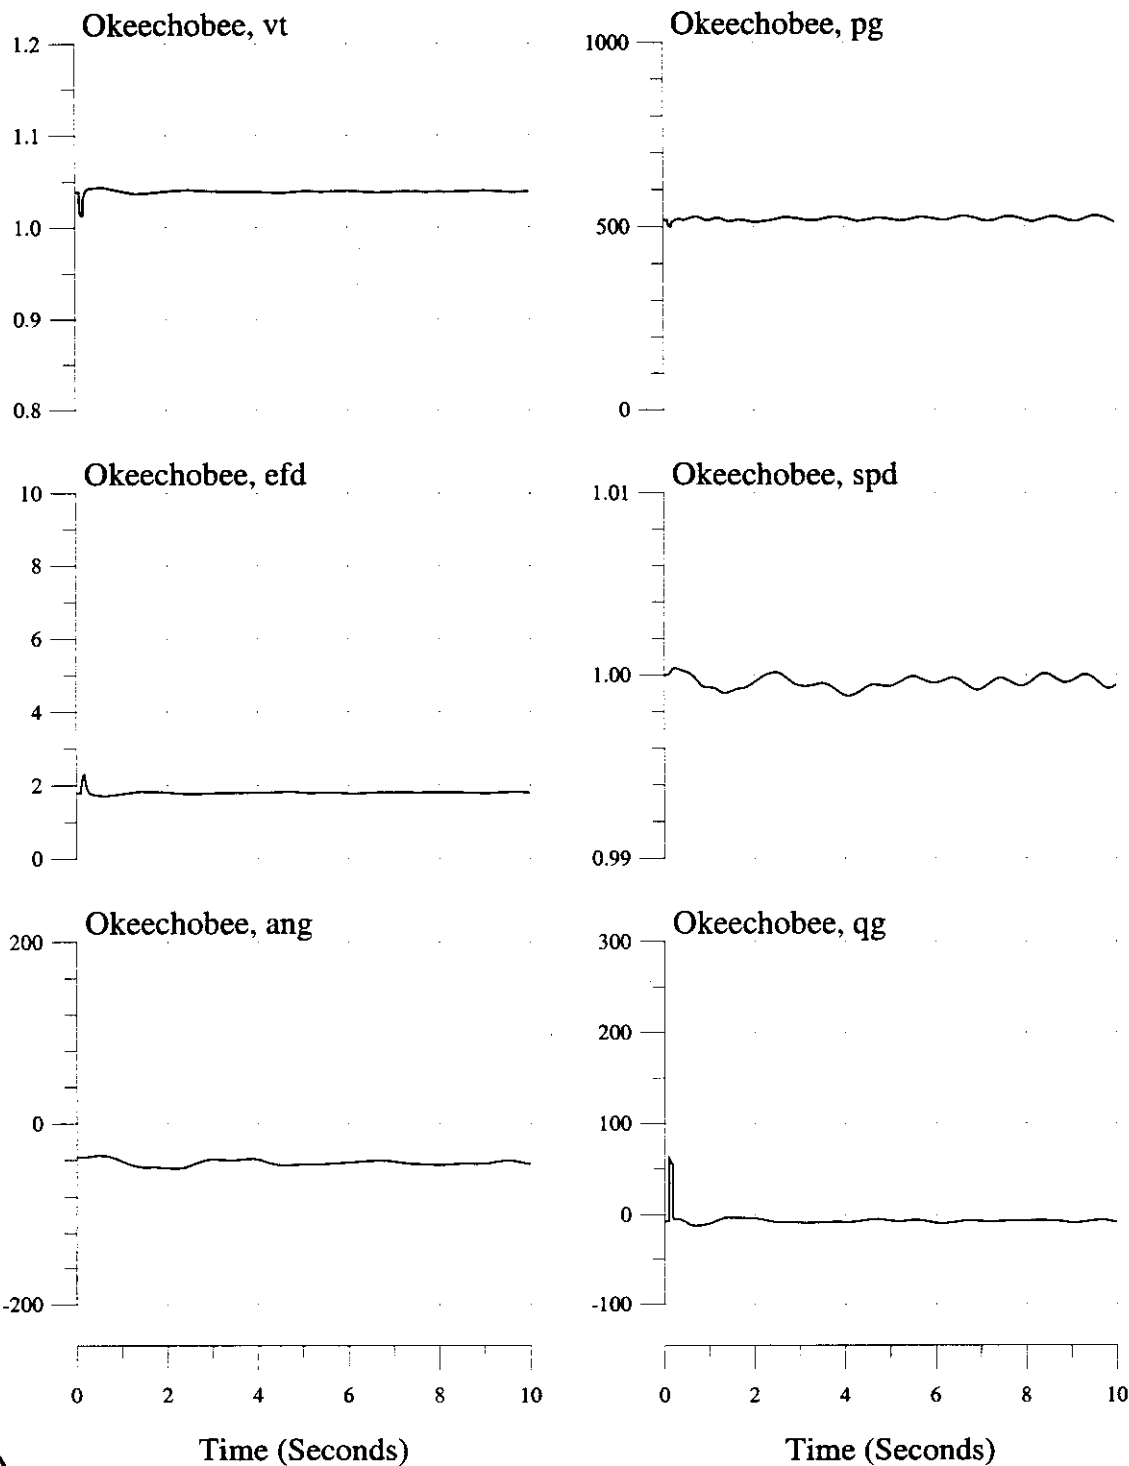 Okeechobee, vt
1.2
1.1
1.0
0.9
0.8
Okeechobee, pg
1000
500
0
Okeechobee, efd
10
8
6
4
2
0
Okeechobee, spd
1.01
1.00
0.99
Okeechobee, ang
200
0
-200
Okeechobee, qg
300
200
100
0
-100
0 2 4 6 8 10
Time (Seconds)
0 2 4 6 8 10
Time (Seconds)